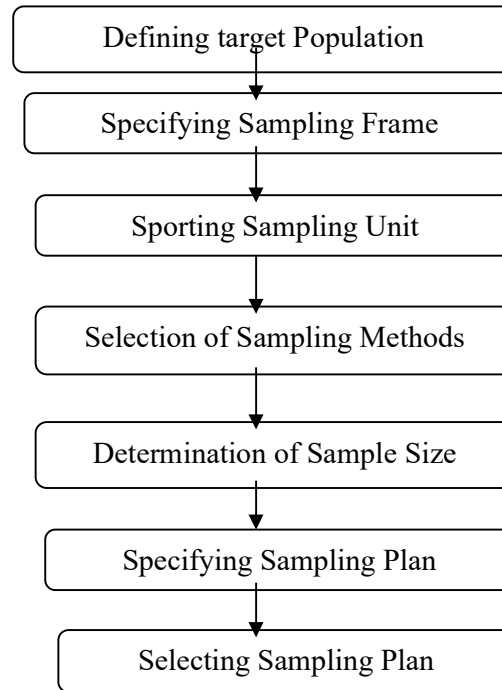 Defining target Population
Specifying Sampling Frame
Sporting Sampling Unit
Selection of Sampling Methods
Determination of Sample Size
Specifying Sampling Plan
Selecting Sampling Plan